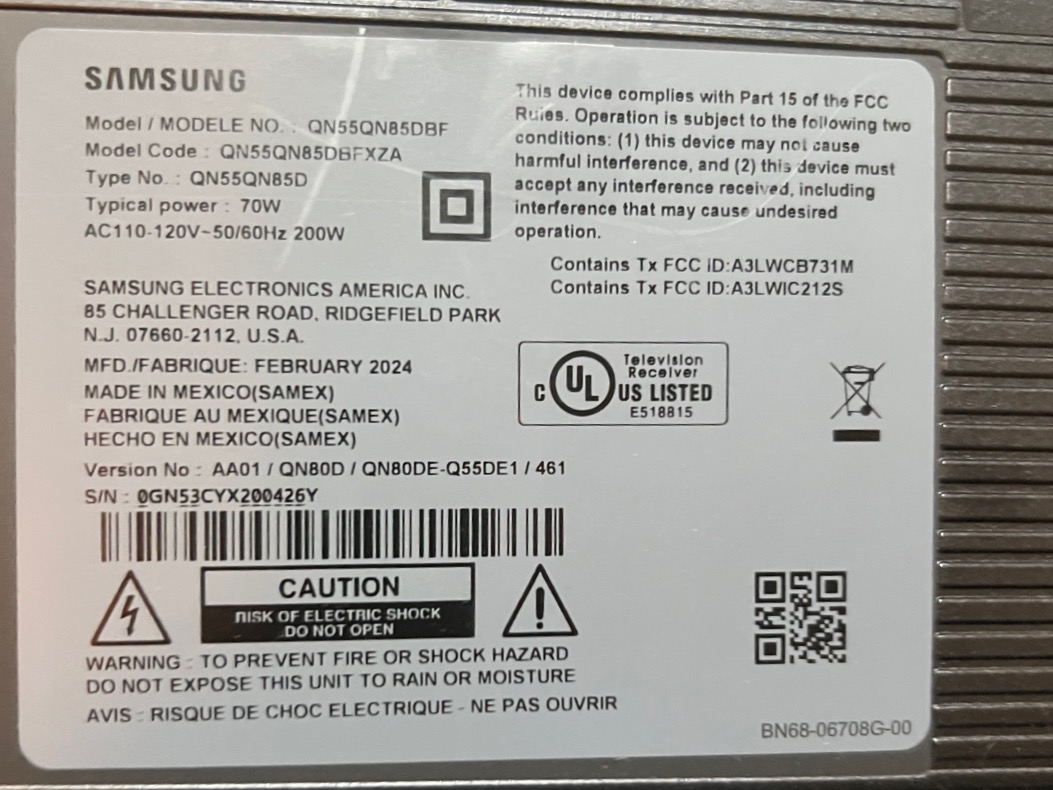 SAMSUNG
Model / MODELE NO. : QN55QN85DBF
Model Code : QN55QN85DBFXZA
Type No. : QN55QN85D
Typical power : 70W
AC110-120V~50/60Hz 200W
This device complies with Part 15 of the FCC
Rules. Operation is subject to the following two
conditions: (1) this device may not cause
harmful interference, and (2) this device must
accept any interference received, including
interference that may cause undesired
operation.
Contains Tx FCC ID:A3LWCB731M
Contains Tx FCC ID:A3LWIC212S
SAMSUNG ELECTRONICS AMERICA INC.
85 CHALLENGER ROAD, RIDGEFIELD PARK
N.J. 07660-2112, U.S.A.
MFD./FABRIQUE: FEBRUARY 2024
MADE IN MEXICO(SAMEX)
FABRIQUE AU MEXIQUE(SAMEX)
HECHO EN MEXICO(SAMEX)
C UL US LISTED
Television
Receiver
E518815
Version No : AA01 / QN80D / QN80DE-Q55DE1 / 461
S/N : 0GN53CYX200426Y
CAUTION
RISK OF ELECTRIC SHOCK
DO NOT OPEN
WARNING : TO PREVENT FIRE OR SHOCK HAZARD
DO NOT EXPOSE THIS UNIT TO RAIN OR MOISTURE
AVIS : RISQUE DE CHOC ELECTRIQUE - NE PAS OUVRIR
BN68-06708G-00